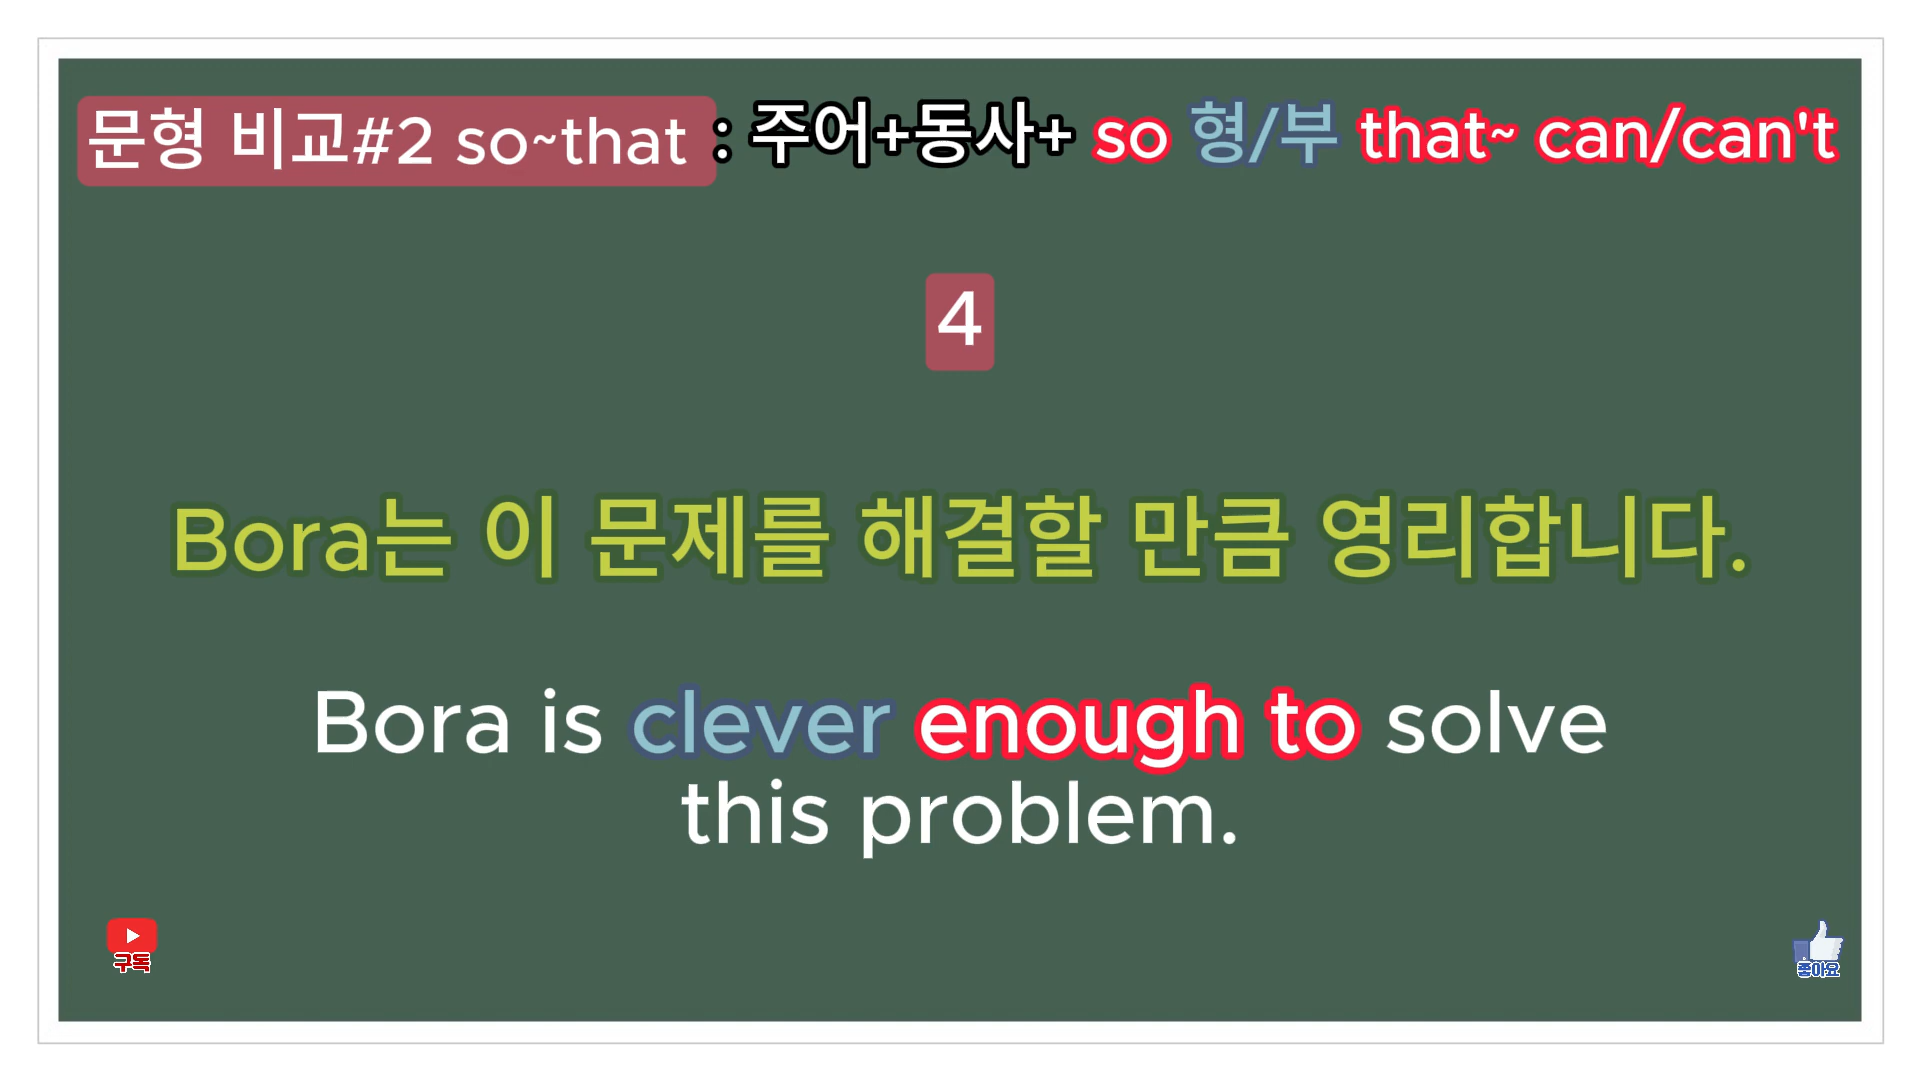 문형 비교#2 so~that : 주어+동사+ so 형/부 that~ can/can't
4
Bora는 이 문제를 해결할 만큼 영리합니다.
Bora is clever enough to solve
this problem.
구독
좋아요